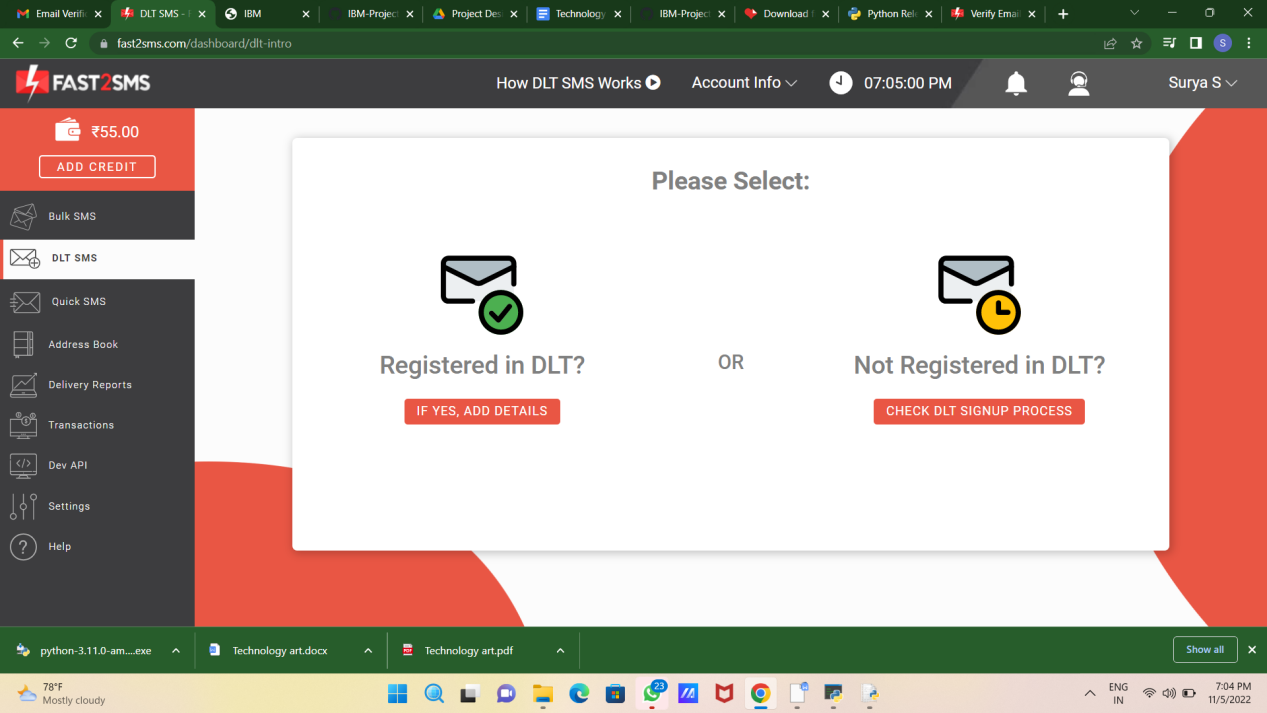 Email Verific
DLT SMS - F
IBM
IBM-Project
Project Des
Technology
IBM-Project
Download
Python Rele
Verify Email
fast2sms.com/dashboard/dlt-intro
S
FAST2SMS
How DLT SMS Works
Account Info
07:05:00 PM
Surya S
₹55.00
ADD CREDIT
Bulk SMS
DLT SMS
Quick SMS
Address Book
Delivery Reports
Transactions
Dev API
Settings
Help
Please Select:
Registered in DLT?
IF YES, ADD DETAILS
OR
Not Registered in DLT?
CHECK DLT SIGNUP PROCESS
python-3.11.0-am....exe
Technology art.docx
Technology art.pdf
Show all
78°F
Mostly cloudy
23
ENG
IN
7:04 PM
11/5/2022